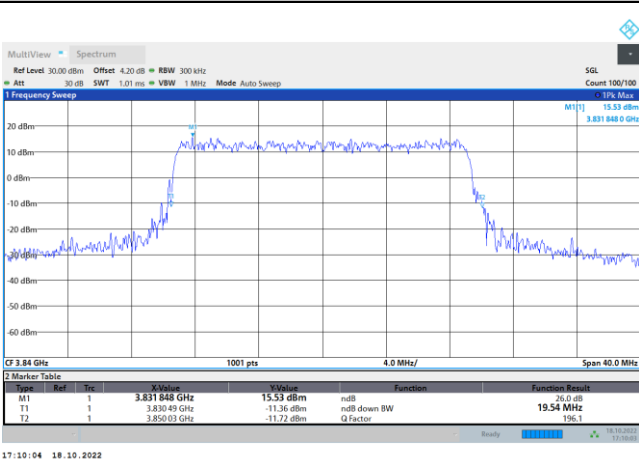 MultiView Spectrum
Ref Level 30.00 dBm Offset 4.20 dB RBW 300 kHz SGL
Att 30 dB SWT 1.01 ms VBW 1 MHz Mode Auto Sweep Count 100/100
1 Frequency Sweep 1Pk Max
M1[1] 15.53 dBm
3.831 848 0 GHz
M1
20 dBm
10 dBm
0 dBm
-10 dBm
-20 dBm
-30 dBm
-40 dBm
-50 dBm
-60 dBm
CF 3.84 GHz 1001 pts 4.0 MHz/ Span 40.0 MHz
2 Marker Table
Type Ref Trc X-Value Y-Value Function Function Result
M1 1 3.831 848 GHz 15.53 dBm ndB 26.0 dB
T1 1 3.830 49 GHz -11.36 dBm ndB down BW 19.54 MHz
T2 1 3.850 03 GHz -11.72 dBm Q Factor 196.1
Ready 18.10.2022
17:10:03
17:10:04 18.10.2022